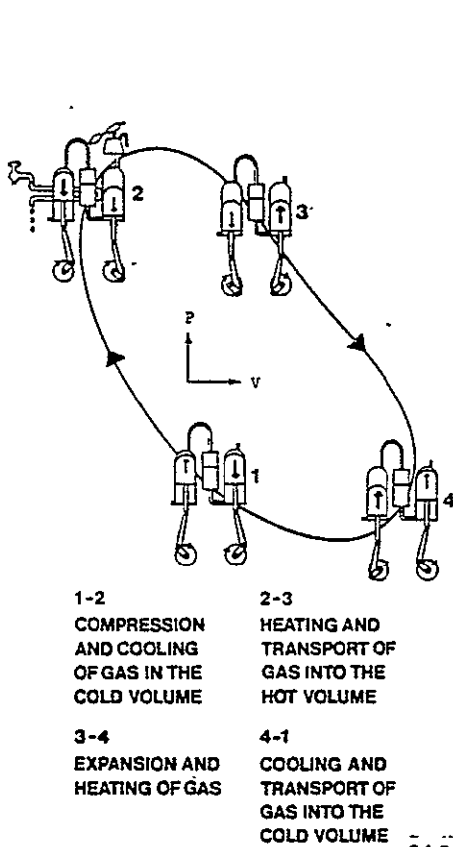 2
3
P
V
1
4
1-2
COMPRESSION
AND COOLING
OF GAS IN THE
COLD VOLUME
2-3
HEATING AND
TRANSPORT OF
GAS INTO THE
HOT VOLUME
3-4
EXPANSION AND
HEATING OF GAS
4-1
COOLING AND
TRANSPORT OF
GAS INTO THE
COLD VOLUME